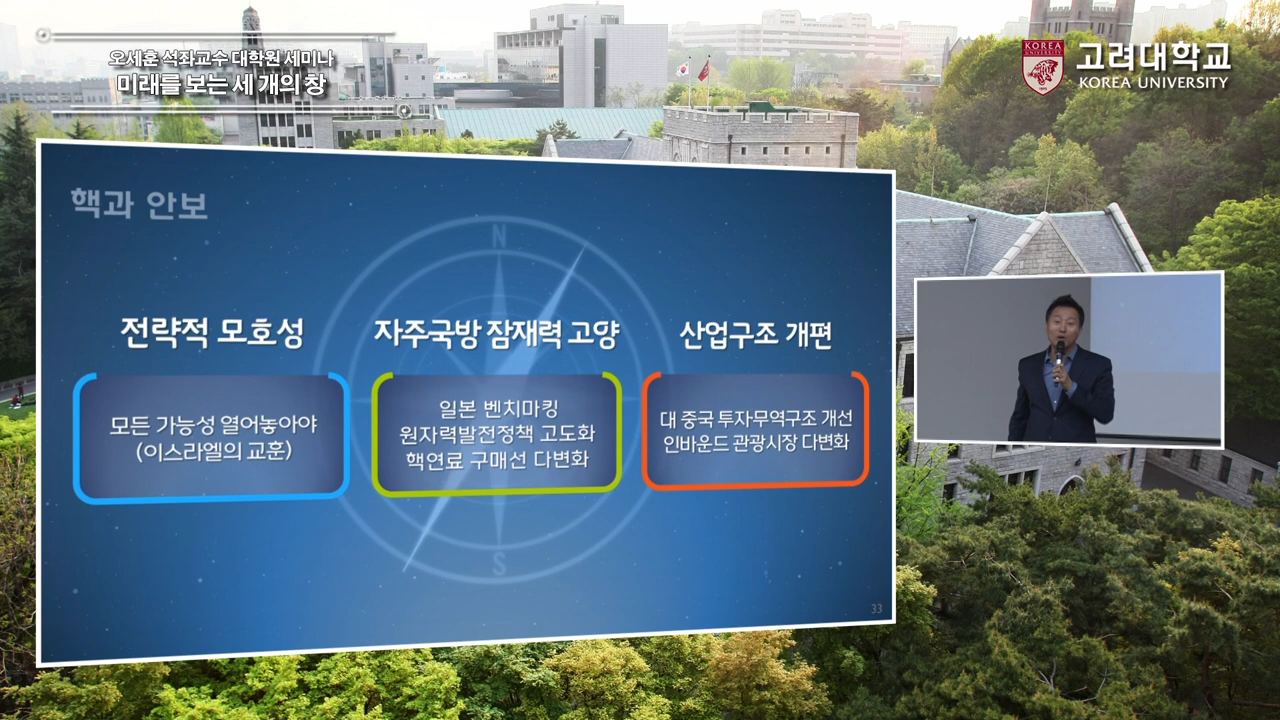 오세훈 석좌교수 대학원 세미나
미래를 보는 세 개의 창
KOREA
UNIVERSITY
고려대학교
KOREA UNIVERSITY
핵과 안보
N
전략적 모호성
모든 가능성 열어놓아야
(이스라엘의 교훈)
자주국방 잠재력 고양
일본 벤치마킹
원자력발전정책 고도화
핵연료 구매선 다변화
산업구조 개편
대 중국 투자무역구조 개선
인바운드 관광시장 다변화
S
33